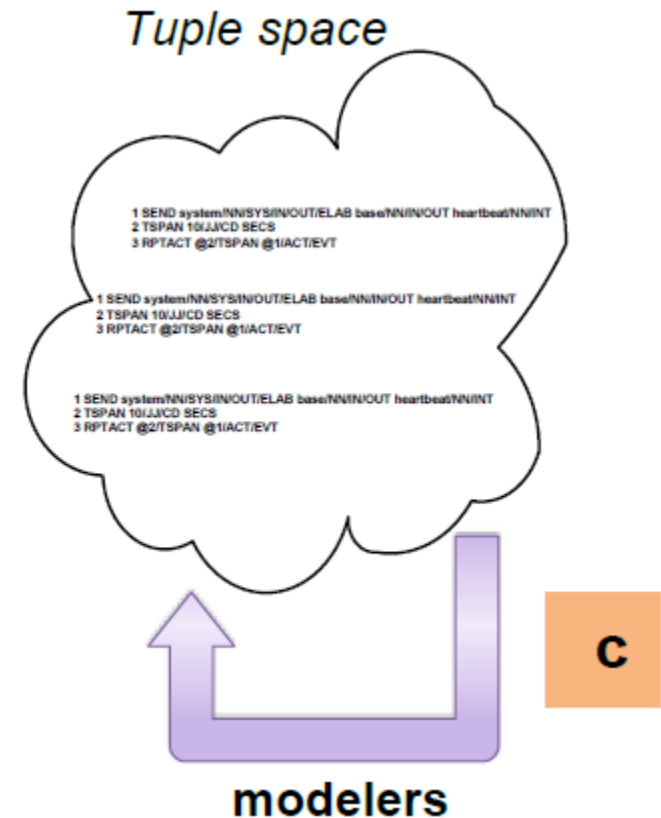 Tuple space
1 SEND system/NN/SYS/IN/OUT/ELAB base/NN/IN/OUT heartbeat/NN/INT
2 TSPAN 10/JJ/CD SECS
3 RPTACT @2/TSPAN @1/ACT/EVT
1 SEND system/NN/SYS/IN/OUT/ELAB base/NN/IN/OUT heartbeat/NN/INT
2 TSPAN 10/JJ/CD SECS
3 RPTACT @2/TSPAN @1/ACT/EVT
1 SEND system/NN/SYS/IN/OUT/ELAB base/NN/IN/OUT heartbeat/NN/INT
2 TSPAN 10/JJ/CD SECS
3 RPTACT @2/TSPAN @1/ACT/EVT
C
modelers